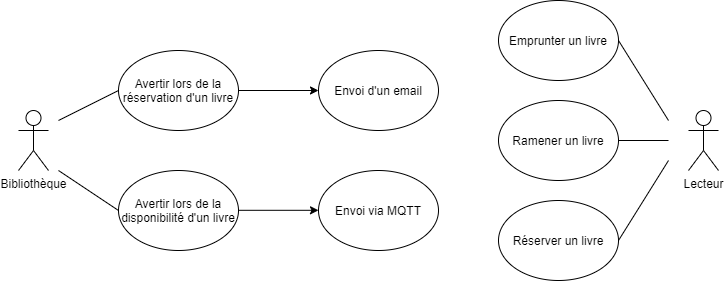 Bibliothèque
Avertir lors de la
réservation d'un livre
Envoi d'un email
Avertir lors de la
disponibilité d'un livre
Envoi via MQTT
Emprunter un livre
Ramener un livre
Réserver un livre
Lecteur